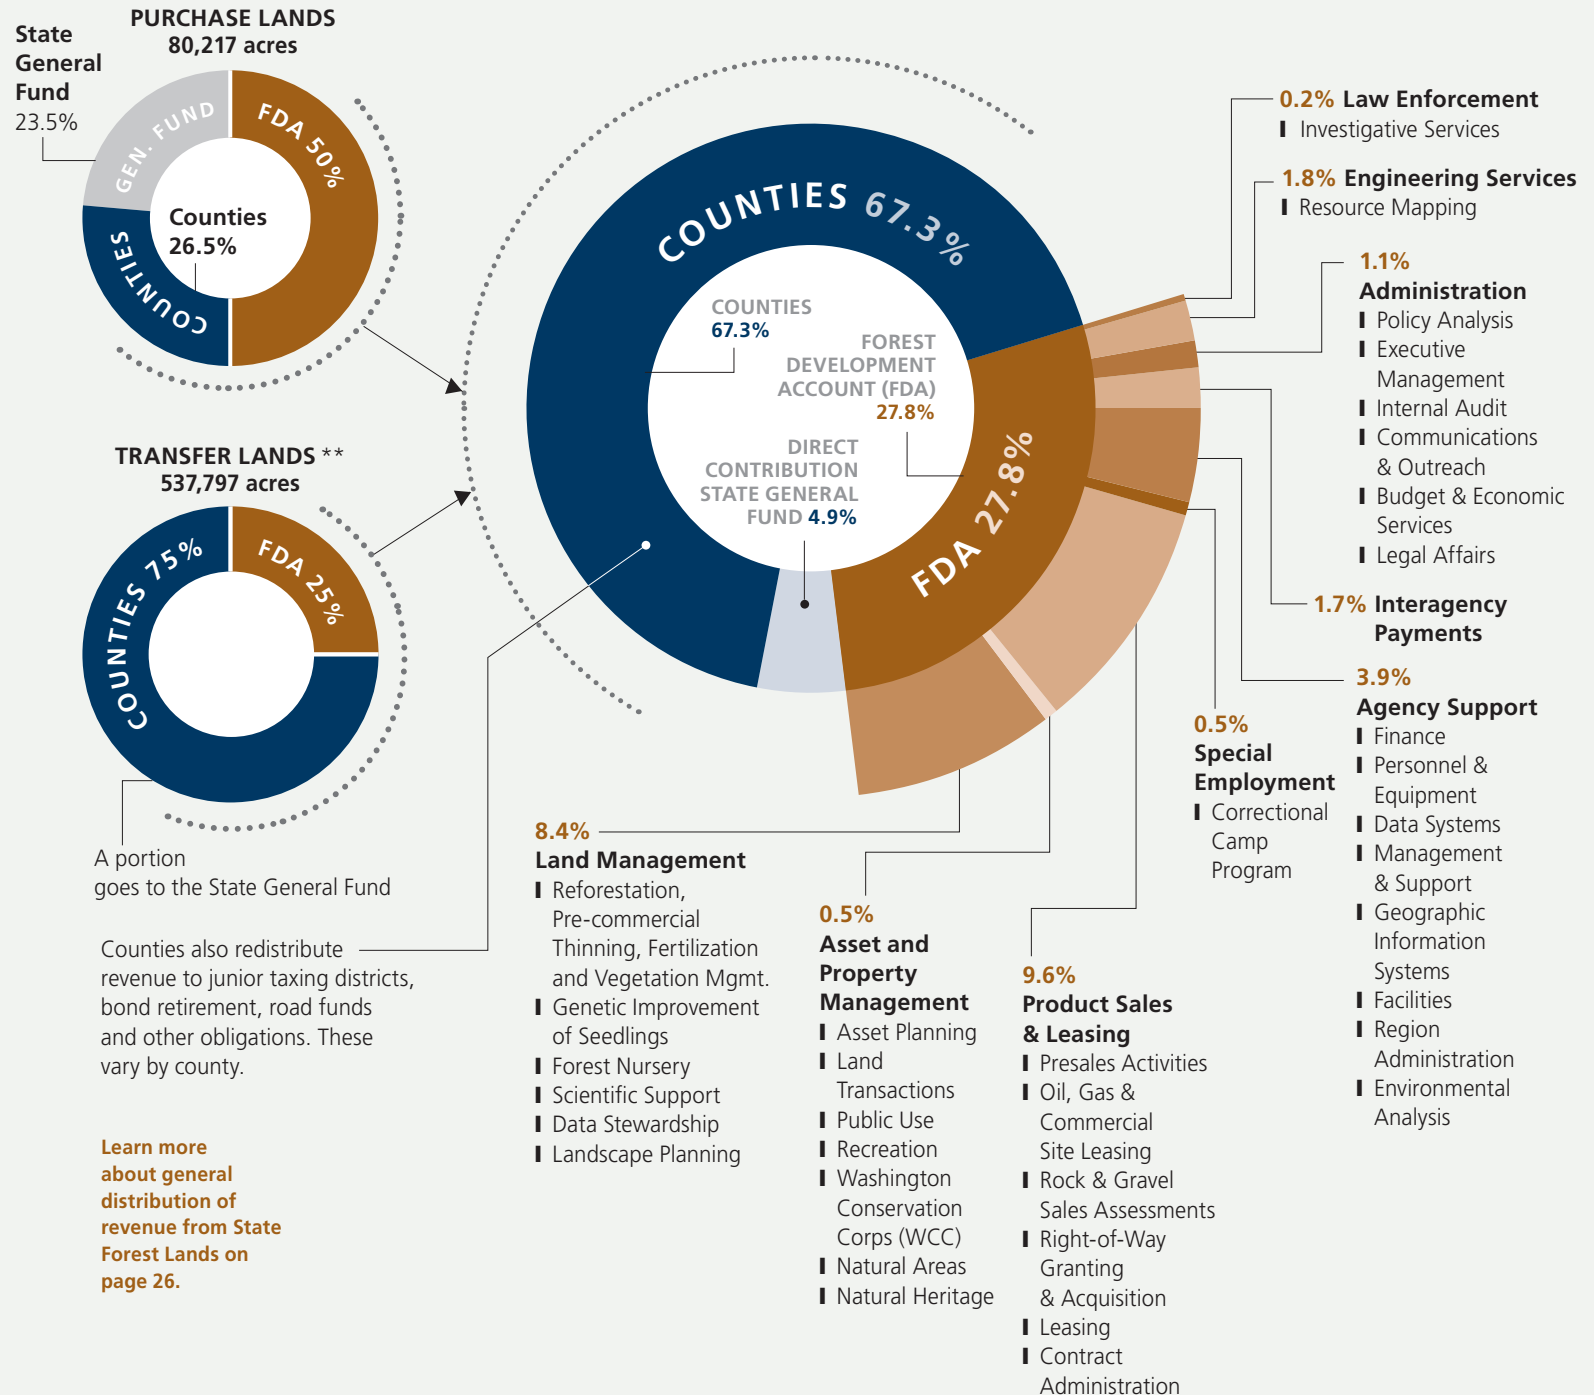 PURCHASE LANDS
80,217 acres
State
General
Fund
23.5%
GEN. FUND
FDA 50%
COUNTIES
Counties
26.5%
TRANSFER LANDS **
537,797 acres
COUNTIES 75%
FDA 25%
A portion
goes to the State General Fund
Counties also redistribute
revenue to junior taxing districts,
bond retirement, road funds
and other obligations. These
vary by county.
Learn more
about general
distribution of
revenue from State
Forest Lands on
page 26.
COUNTIES 67.3%
COUNTIES
67.3%
FOREST
DEVELOPMENT
ACCOUNT (FDA)
27.8%
DIRECT
CONTRIBUTION
STATE GENERAL
FUND 4.9%
FDA 27.8%
0.2% Law Enforcement
❙ Investigative Services
1.8% Engineering Services
❙ Resource Mapping
1.1%
Administration
❙ Policy Analysis
❙ Executive
Management
❙ Internal Audit
❙ Communications
& Outreach
❙ Budget & Economic
Services
❙ Legal Affairs
1.7% Interagency
Payments
3.9%
Agency Support
❙ Finance
❙ Personnel &
Equipment
❙ Data Systems
❙ Management
& Support
❙ Geographic
Information
Systems
❙ Facilities
❙ Region
Administration
❙ Environmental
Analysis
0.5%
Special
Employment
❙ Correctional
Camp
Program
9.6%
Product Sales
& Leasing
❙ Presales Activities
❙ Oil, Gas &
Commercial
Site Leasing
❙ Rock & Gravel
Sales Assessments
❙ Right-of-Way
Granting
& Acquisition
❙ Leasing
❙ Contract
Administration
0.5%
Asset and
Property
Management
❙ Asset Planning
❙ Land
Transactions
❙ Public Use
❙ Recreation
❙ Washington
Conservation
Corps (WCC)
❙ Natural Areas
❙ Natural Heritage
8.4%
Land Management
❙ Reforestation,
Pre-commercial
Thinning, Fertilization
and Vegetation Mgmt.
❙ Genetic Improvement
of Seedlings
❙ Forest Nursery
❙ Scientific Support
❙ Data Stewardship
❙ Landscape Planning